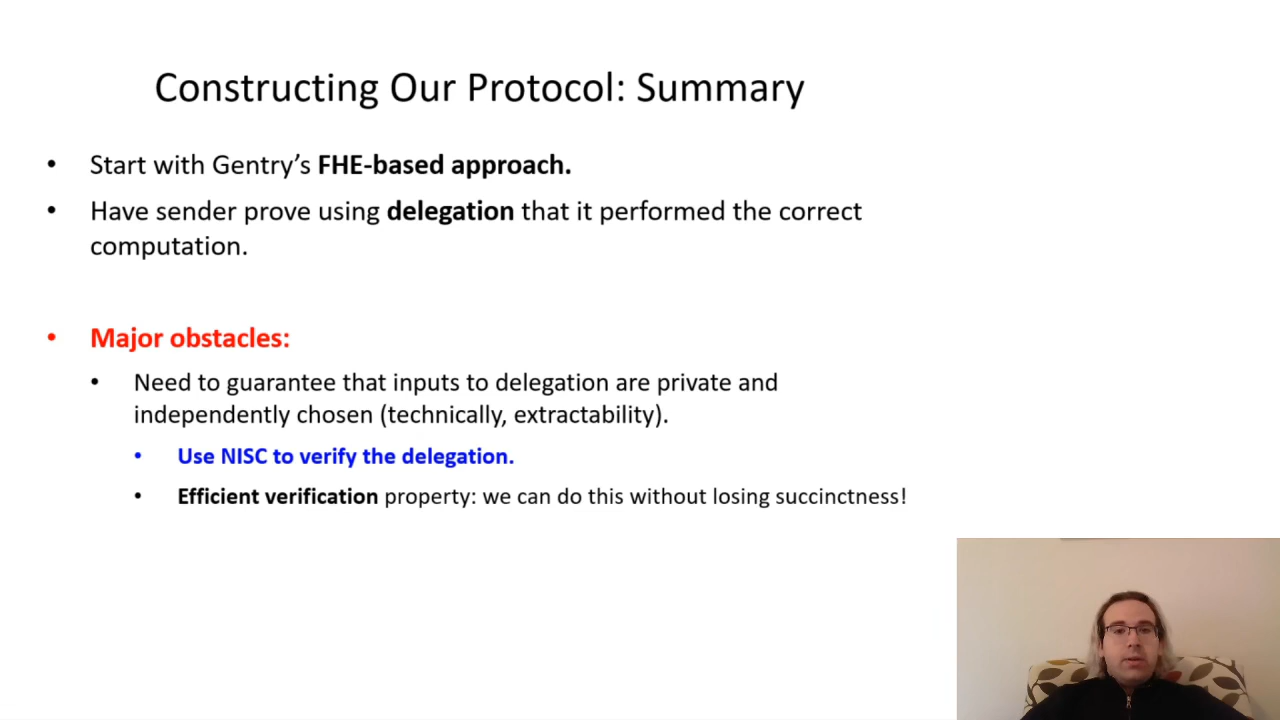 Constructing Our Protocol: Summary
• Start with Gentry’s FHE-based approach.
• Have sender prove using delegation that it performed the correct
computation.
• Major obstacles:
• Need to guarantee that inputs to delegation are private and
independently chosen (technically, extractability).
• Use NISC to verify the delegation.
• Efficient verification property: we can do this without losing succinctness!